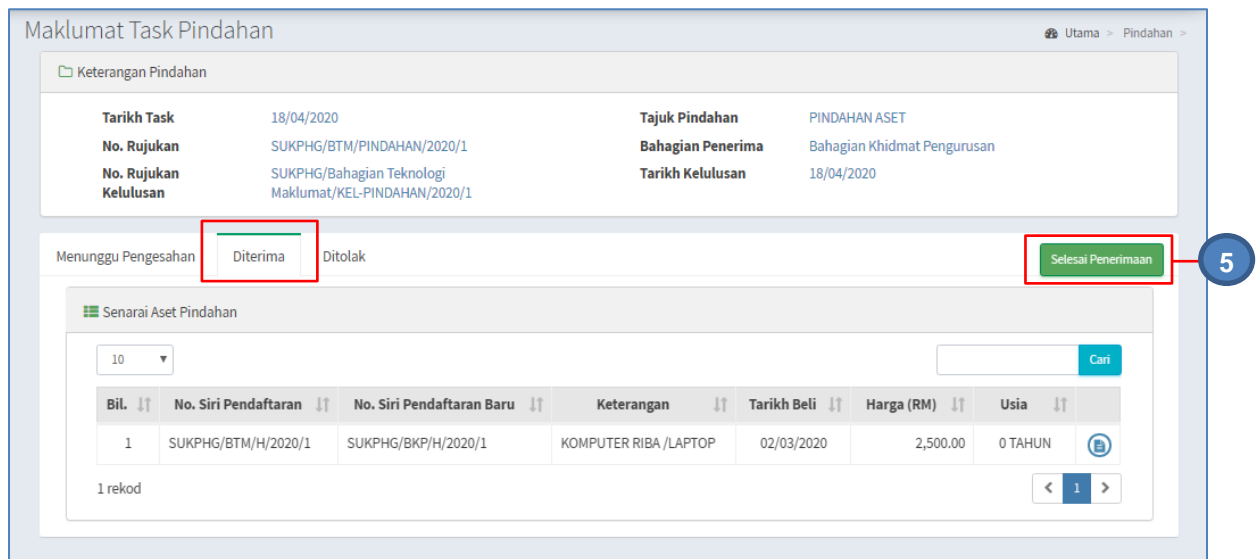 Maklumat Task Pindahan
Utama > Pindahan >
Keterangan Pindahan
Tarikh Task 18/04/2020 Tajuk Pindahan PINDAHAN ASET
No. Rujukan SUKPHG/BTM/PINDAHAN/2020/1 Bahagian Penerima Bahagian Khidmat Pengurusan
No. Rujukan SUKPHG/Bahagian Teknologi Tarikh Kelulusan 18/04/2020
Kelulusan Maklumat/KEL-PINDAHAN/2020/1
Menunggu Pengesahan Diterima Ditolak Selesai Penerimaan 5
Senarai Aset Pindahan
10 Cari
Bil. No. Siri Pendaftaran No. Siri Pendaftaran Baru Keterangan Tarikh Beli Harga (RM) Usia
1 SUKPHG/BTM/H/2020/1 SUKPHG/BKP/H/2020/1 KOMPUTER RIBA /LAPTOP 02/03/2020 2,500.00 0 TAHUN
1 rekod < 1 >